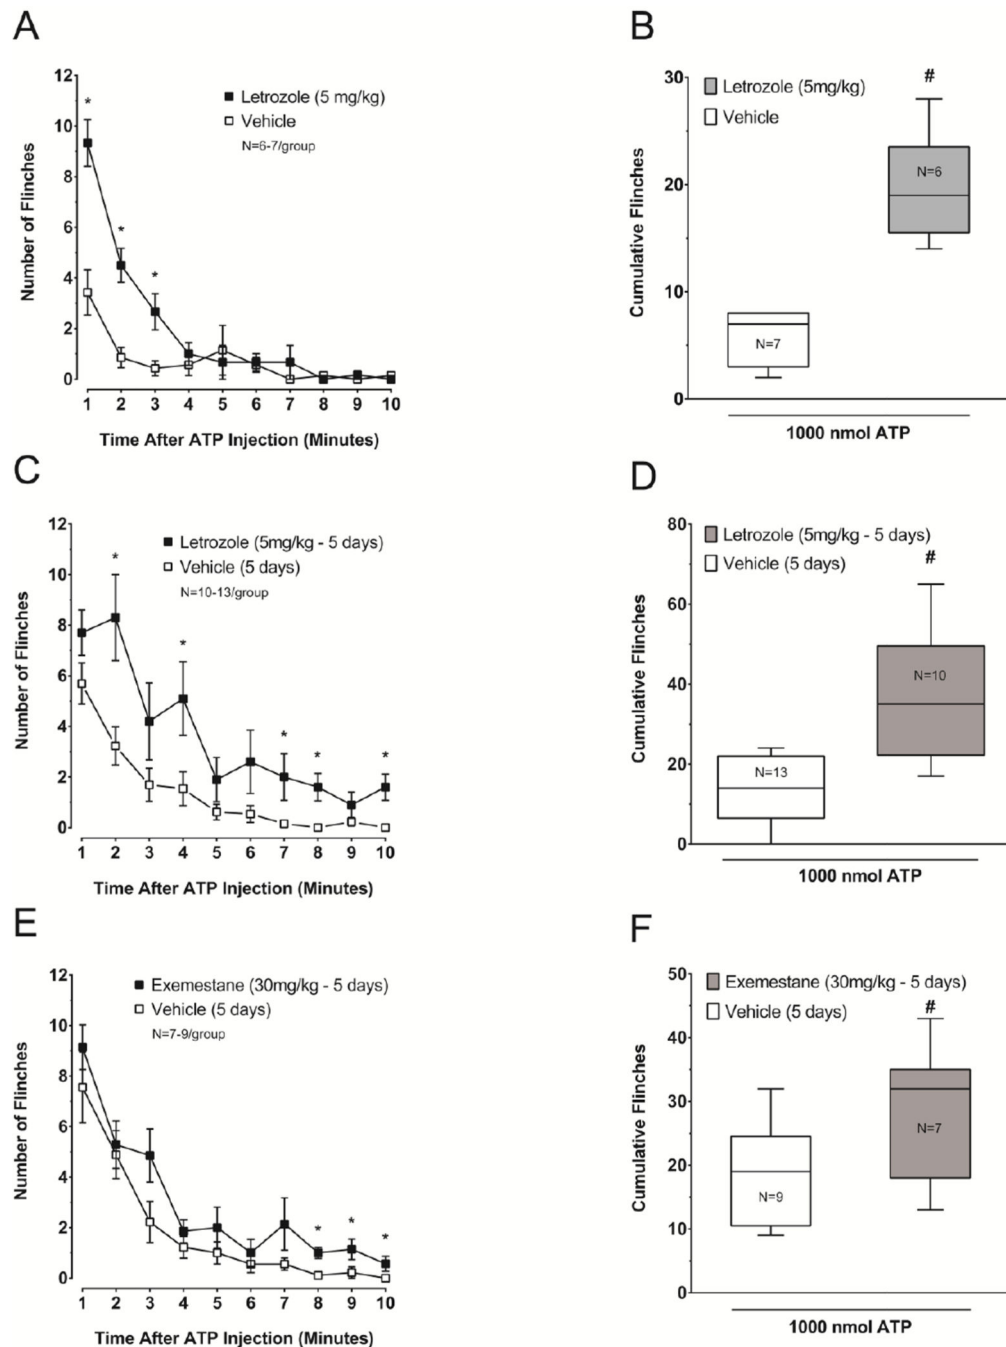 A
Number of Flinches
12
10
8
6
4
2
0
* * *
Letrozole (5 mg/kg)
Vehicle
N=6-7/group
1 2 3 4 5 6 7 8 9 10
Time After ATP Injection (Minutes)
B
Cumulative Flinches
30
20
10
0
Letrozole (5mg/kg)
Vehicle
#
N=6
N=7
1000 nmol ATP
C
Number of Flinches
12
10
8
6
4
2
0
Letrozole (5mg/kg - 5 days)
Vehicle (5 days)
N=10-13/group
* * * * *
1 2 3 4 5 6 7 8 9 10
Time After ATP Injection (Minutes)
D
Cumulative Flinches
80
60
40
20
0
Letrozole (5mg/kg - 5 days)
Vehicle (5 days)
#
N=10
N=13
1000 nmol ATP
E
Number of Flinches
12
10
8
6
4
2
0
Exemestane (30mg/kg - 5 days)
Vehicle (5 days)
N=7-9/group
* * *
1 2 3 4 5 6 7 8 9 10
Time After ATP Injection (Minutes)
F
Cumulative Flinches
50
40
30
20
10
0
Exemestane (30mg/kg - 5 days)
Vehicle (5 days)
#
N=7
N=9
1000 nmol ATP